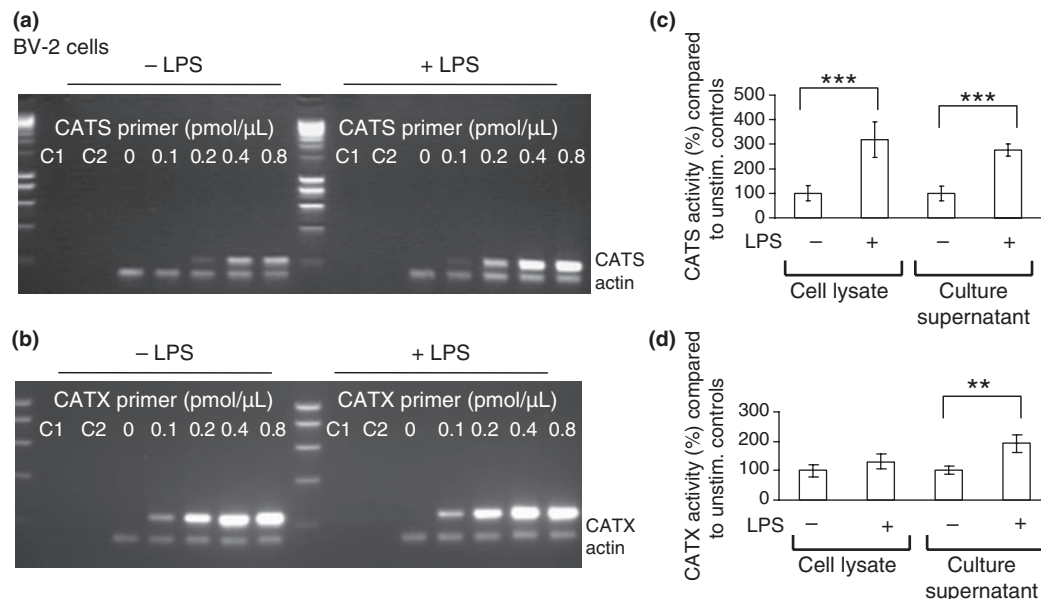 (a)
BV-2 cells
– LPS
+ LPS
CATS primer (pmol/µL)
CATS primer (pmol/µL)
C1 C2 0 0.1 0.2 0.4 0.8
C1 C2 0 0.1 0.2 0.4 0.8
CATS
actin
(b)
– LPS
+ LPS
CATX primer (pmol/µL)
CATX primer (pmol/µL)
C1 C2 0 0.1 0.2 0.4 0.8
C1 C2 0 0.1 0.2 0.4 0.8
CATX
actin
(c)
CATS activity (%) compared
to unstim. controls
500
400
300
200
100
0
***
***
LPS – + – +
Cell lysate
Culture
supernatant
(d)
CATX activity (%) compared
to unstim. controls
300
200
100
0
**
LPS – + – +
Cell lysate
Culture
supernatant